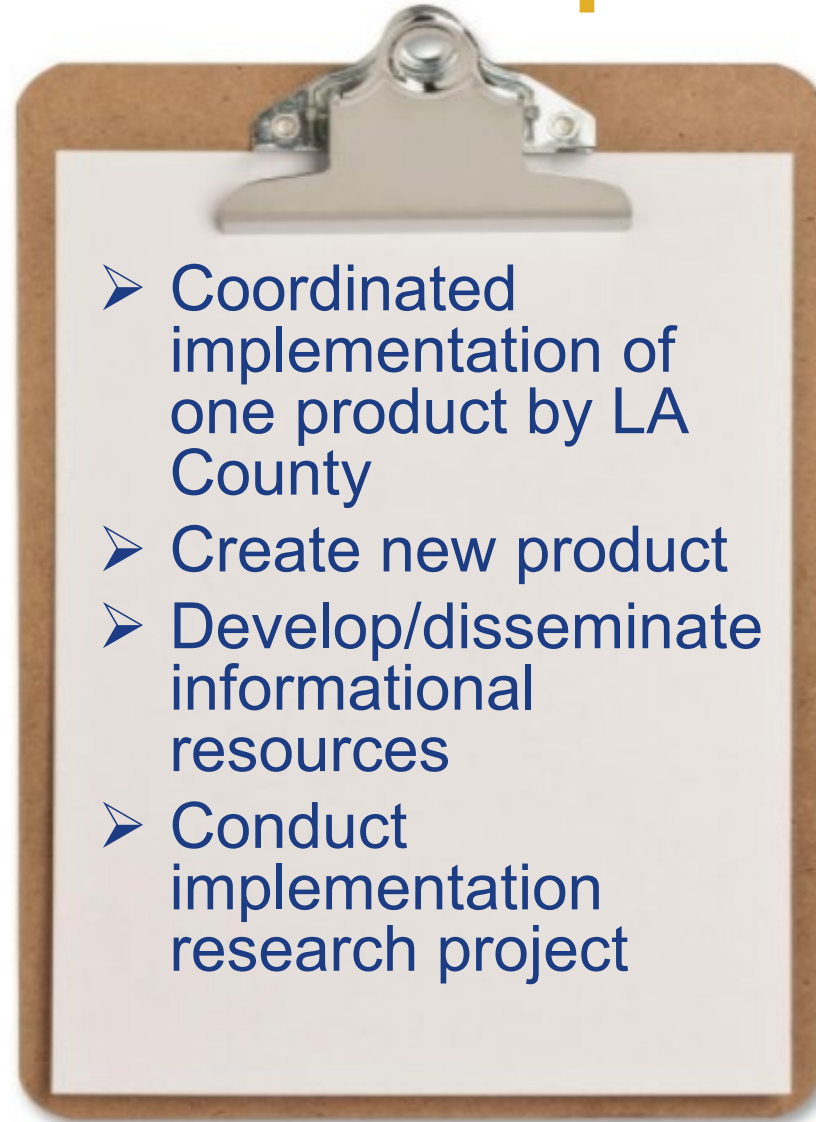 ➢ Coordinated
implementation of
one product by LA
County
➢ Create new product
➢ Develop/disseminate
informational
resources
➢ Conduct
implementation
research project